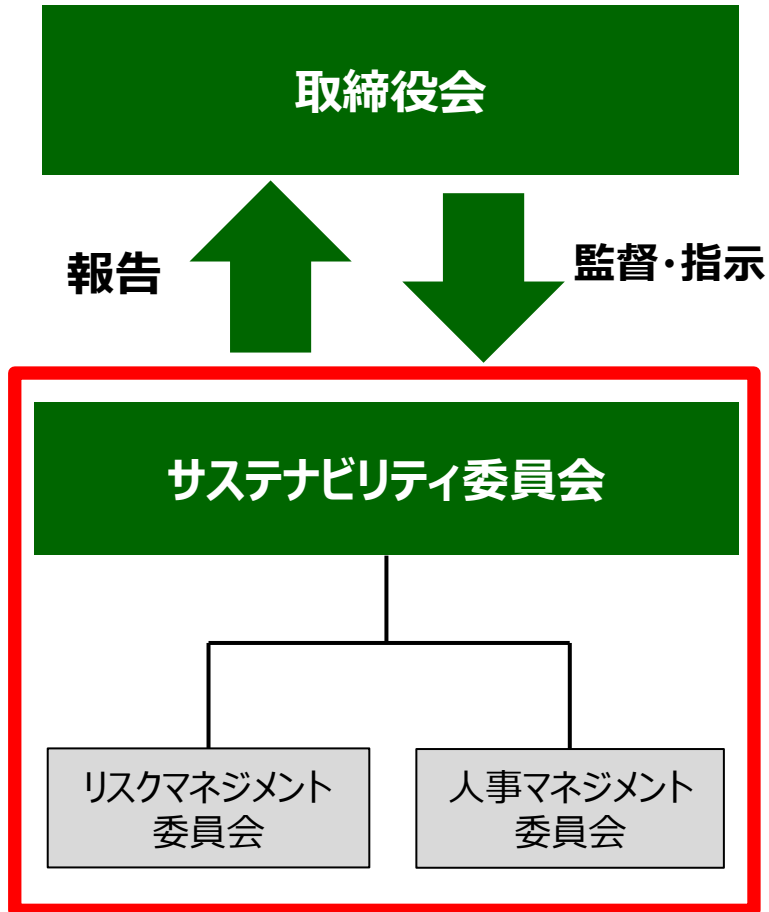 取締役会
報告
監督・指示
サステナビリティ委員会
リスクマネジメント
委員会
人事マネジメント
委員会